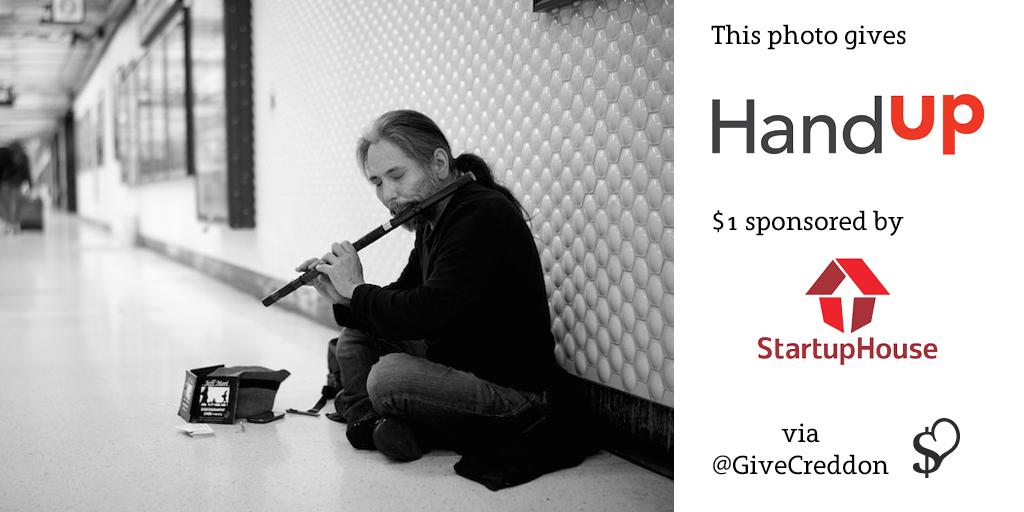 This photo gives
Handup
$1 sponsored by
StartupHouse
via
@GiveCreddon
$